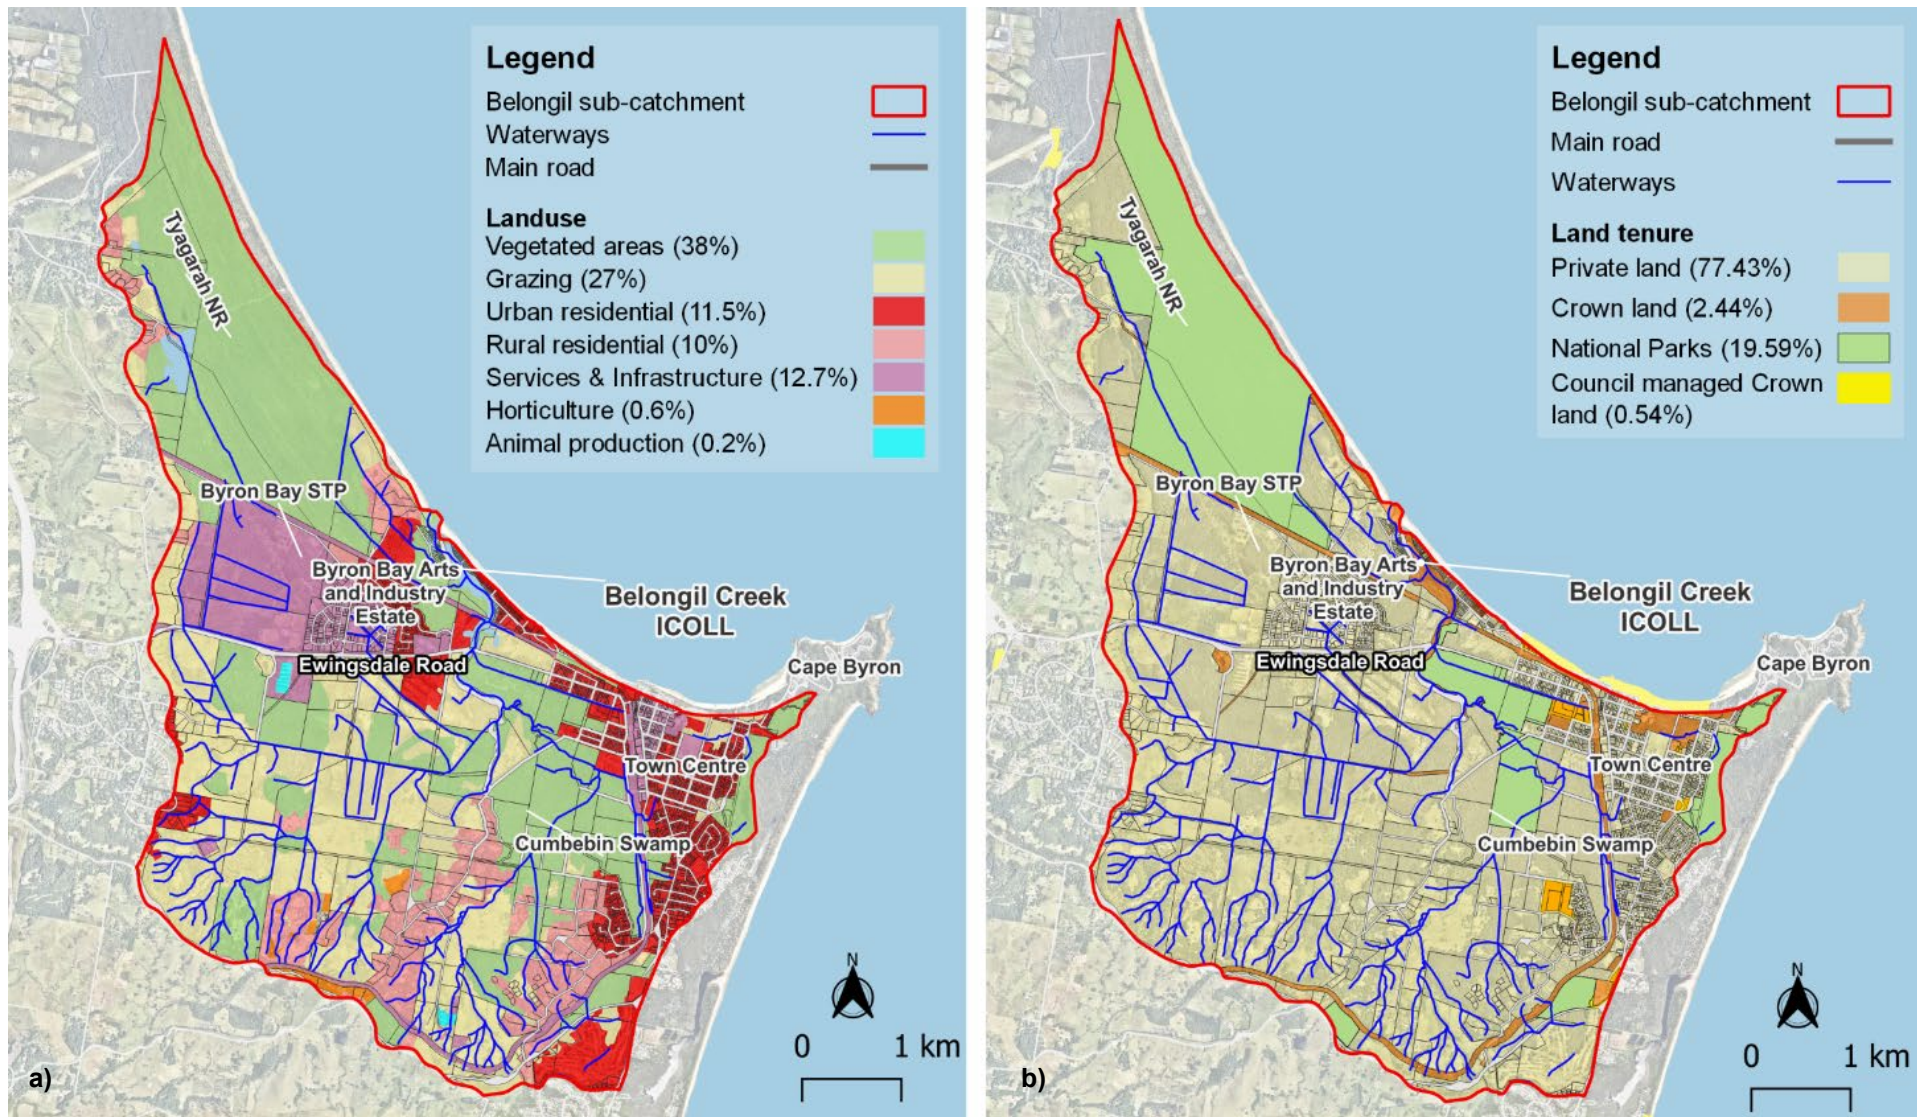 Legend
Belongil sub-catchment
Waterways
Main road
Landuse
Vegetated areas (38%)
Grazing (27%)
Urban residential (11.5%)
Rural residential (10%)
Services & Infrastructure (12.7%)
Horticulture (0.6%)
Animal production (0.2%)
Tyagarah NR
Byron Bay STP
Byron Bay Arts
and Industry
Estate
Belongil Creek
ICOLL
Ewingsdale Road
Cape Byron
Town Centre
Cumbebin Swamp
N
0 1 km
a)
Legend
Belongil sub-catchment
Main road
Waterways
Land tenure
Private land (77.43%)
Crown land (2.44%)
National Parks (19.59%)
Council managed Crown
land (0.54%)
Tyagarah NR
Byron Bay STP
Byron Bay Arts
and Industry
Estate
Belongil Creek
ICOLL
Ewingsdale Road
Cape Byron
Town Centre
Cumbebin Swamp
N
0 1 km
b)